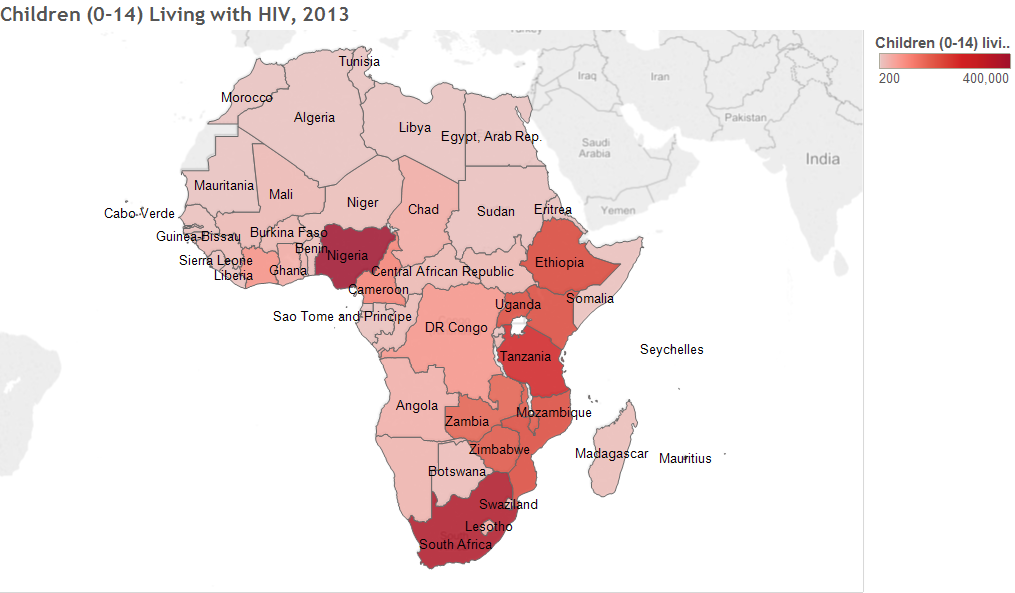 Children (0-14) Living with HIV, 2013
Children (0-14) livi..
200
400,000
Turkey
Tunisia
Iraq
Iran
Morocco
Algeria
Libya
Egypt, Arab Rep.
Pakistan
Saudi
Arabia
India
Mauritania
Mali
Niger
Chad
Sudan
Eritrea
Yemen
Cabo Verde
Guinea-Bissau
Burkina Faso
Benin
Nigeria
Sierra Leone
Liberia
Ghana
Central African Republic
Ethiopia
Cameroon
Somalia
Uganda
Sao Tome and Principe
DR Congo
Seychelles
Tanzania
Angola
Zambia
Mozambique
Zimbabwe
Madagascar
Mauritius
Botswana
Swaziland
Lesotho
South Africa